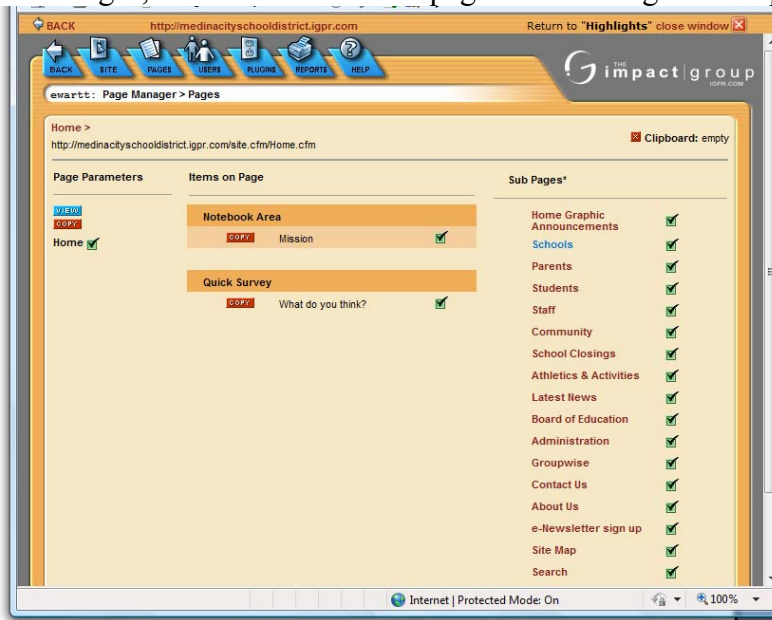 BACK http://medinacityschooldistrict.igpr.com Return to "Highlights" close window
BACK SITE PAGES USERS PLUGINS REPORTS HELP
THE
impact|group
IGPR.COM
ewartt: Page Manager > Pages
Home >
http://medinacityschooldistrict.igpr.com/site.cfm/Home.cfm
Clipboard: empty
Page Parameters Items on Page Sub Pages*
VIEW
COPY
Home
Notebook Area
COPY Mission
Quick Survey
COPY What do you think?
Home Graphic
Announcements
Schools
Parents
Students
Staff
Community
School Closings
Athletics & Activities
Latest News
Board of Education
Administration
Groupwise
Contact Us
About Us
e-Newsletter sign up
Site Map
Search
Internet | Protected Mode: On 100%